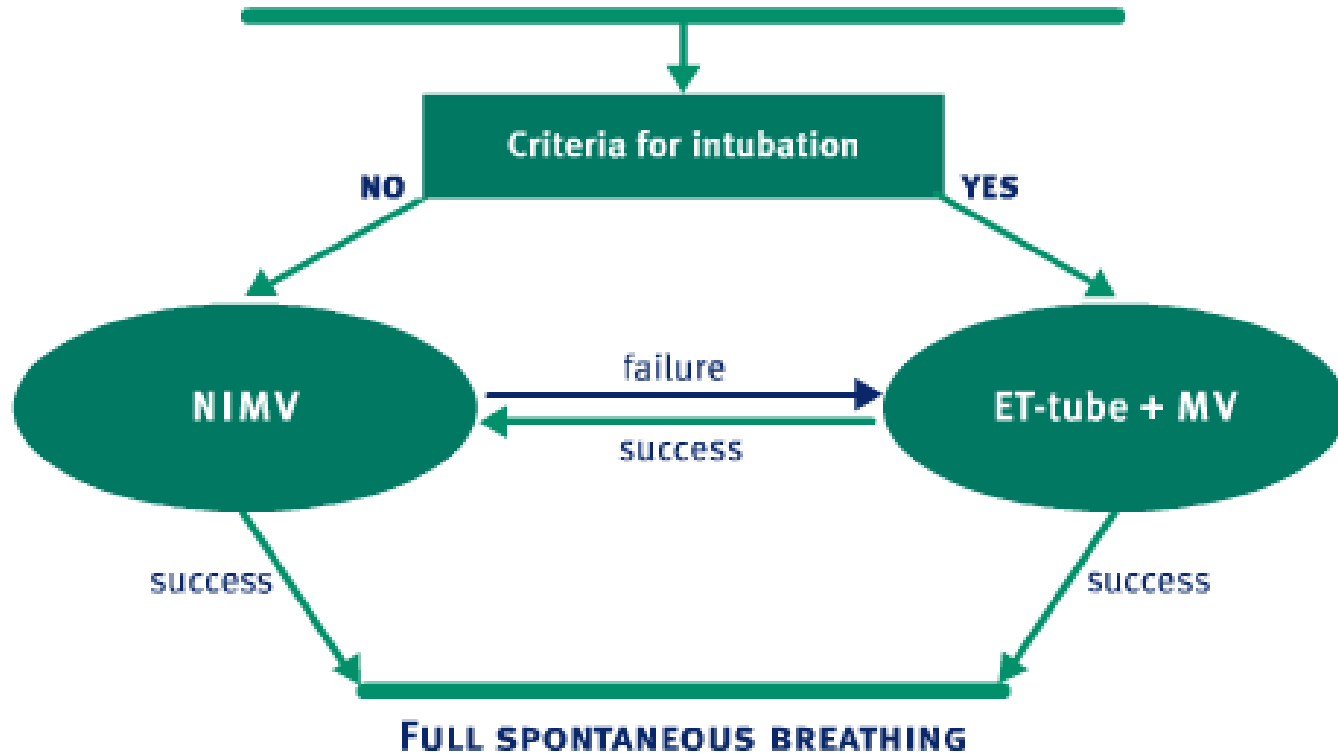 Criteria for intubation
NO
YES
failure
NIMV
ET-tube + MV
success
success
success
FULL SPONTANEOUS BREATHING